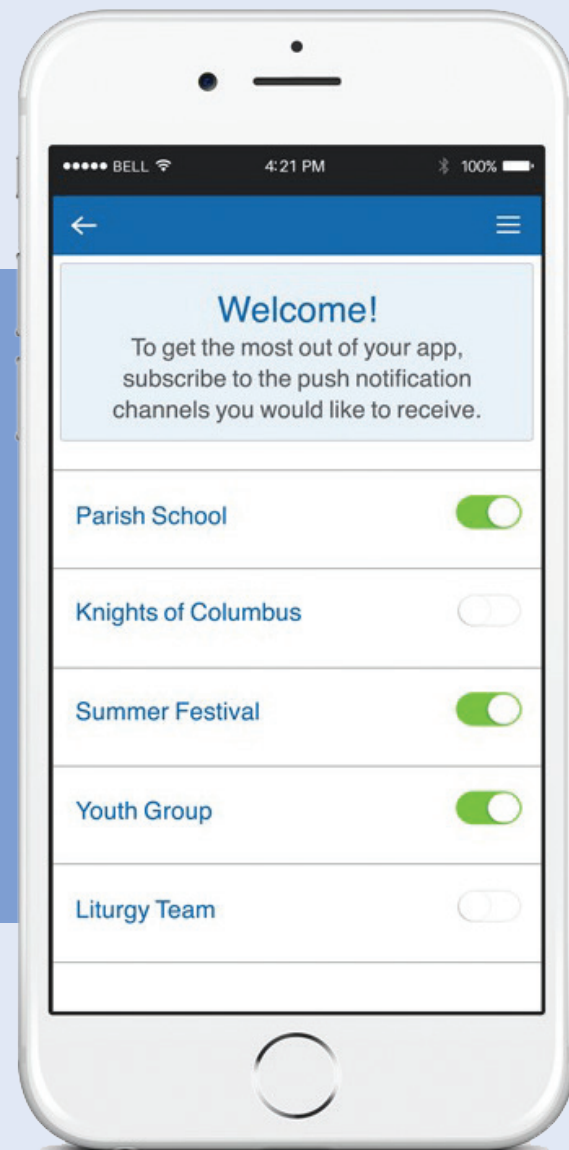 BELL 4:21 PM 100%
Welcome!
To get the most out of your app,
subscribe to the push notification
channels you would like to receive.
Parish School
Knights of Columbus
Summer Festival
Youth Group
Liturgy Team